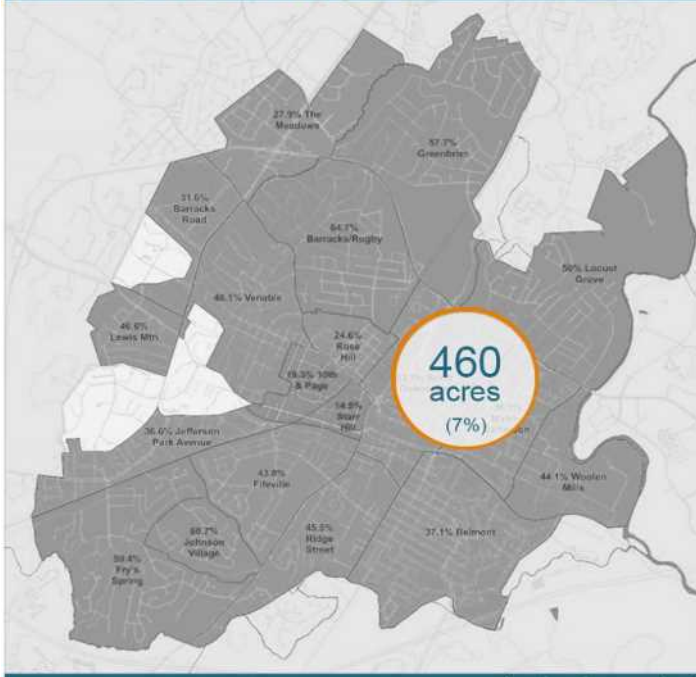 27.9% The
Meadows
57.7%
Greenbrier
31.6%
Barracks
Road
64.7%
Barracks/Rugby
50% Locust
Grove
48.1% Venable
46.6%
Lewis Mtn.
24.6%
Rose
Hill
19.3% 10th
& Page
460
acres
(7%)
14.9%
Starr
Hill
36.6% Jefferson
Park Avenue
43.8%
Fifeville
44.1% Woolen
Mills
60.7%
Johnson
Village
45.5%
Ridge
Street
37.1% Belmont
59.4%
Fry's
Spring